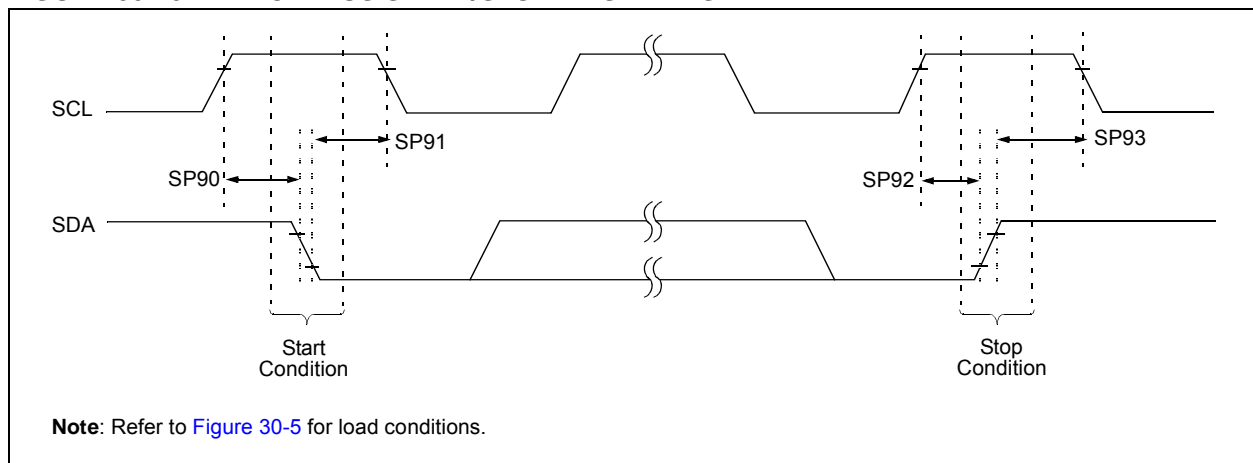 SCL
SP91
SP93
SP90
SP92
SDA
Start
Condition
Stop
Condition
Note: Refer to Figure 30-5 for load conditions.